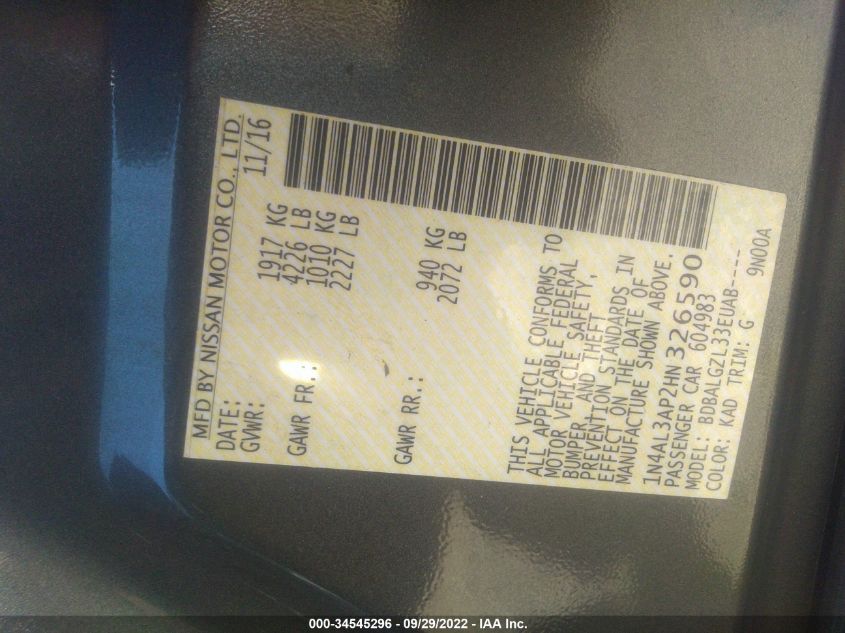 MFD BY NISSAN MOTOR CO., LTD.
DATE: 11/16
GVWR: 1917 KG
4226 LB
GAWR FR.: 1010 KG
2227 LB
GAWR RR.: 940 KG
2072 LB
THIS VEHICLE CONFORMS TO
ALL APPLICABLE FEDERAL
MOTOR VEHICLE SAFETY,
BUMPER, AND THEFT
PREVENTION STANDARDS IN
EFFECT ON THE DATE OF
MANUFACTURE SHOWN ABOVE.
1N4AL3AP2HN326590
PASSENGER CAR 604983
MODEL: BDBALGZL33EUAB----
COLOR: KAD TRIM: G 9N00A
000-34545296 - 09/29/2022 - IAA Inc.